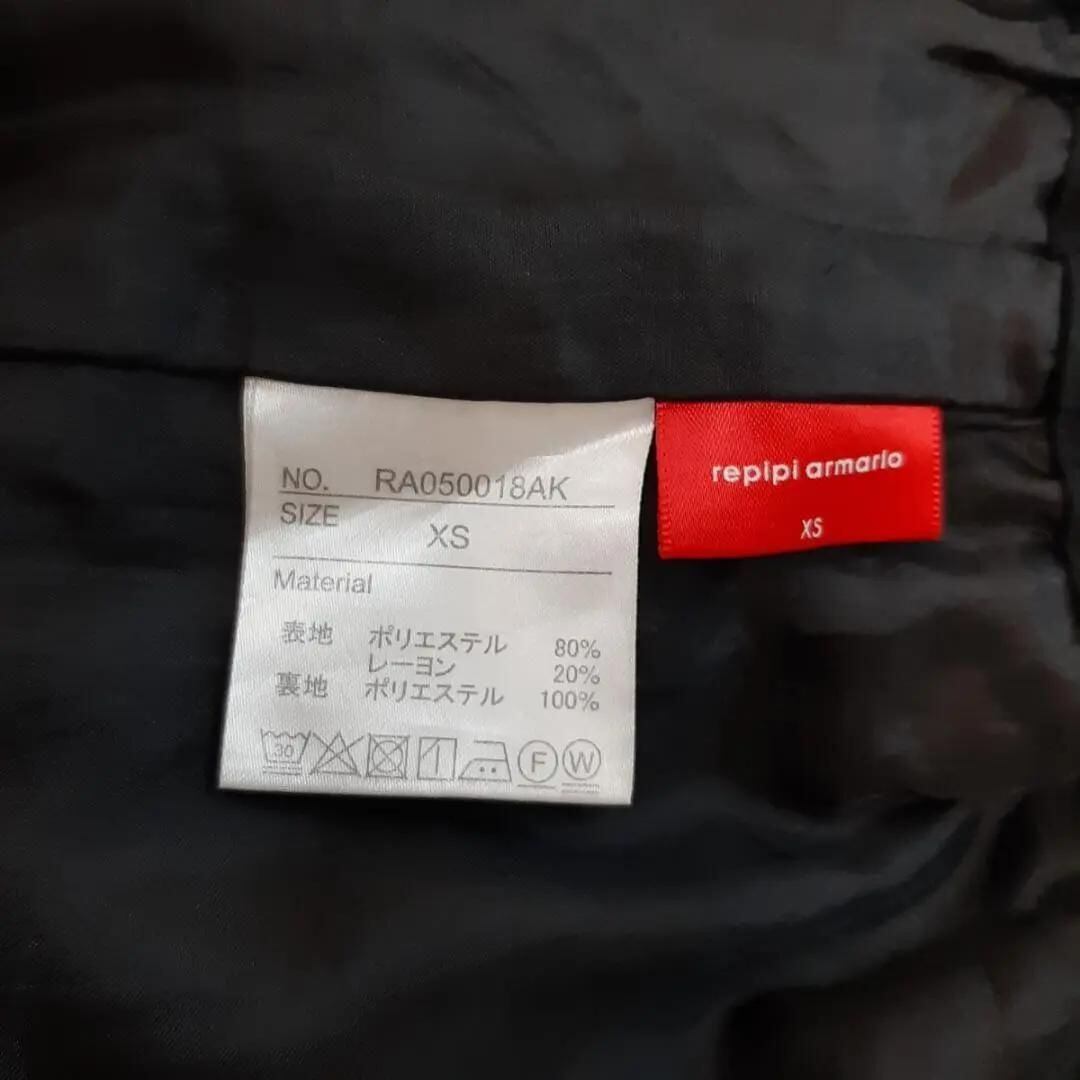 NO. RA050018AK
SIZE XS
Material
表地 ポリエステル 80%
レーヨン 20%
裏地 ポリエステル 100%
30 F W
repipi armario
XS